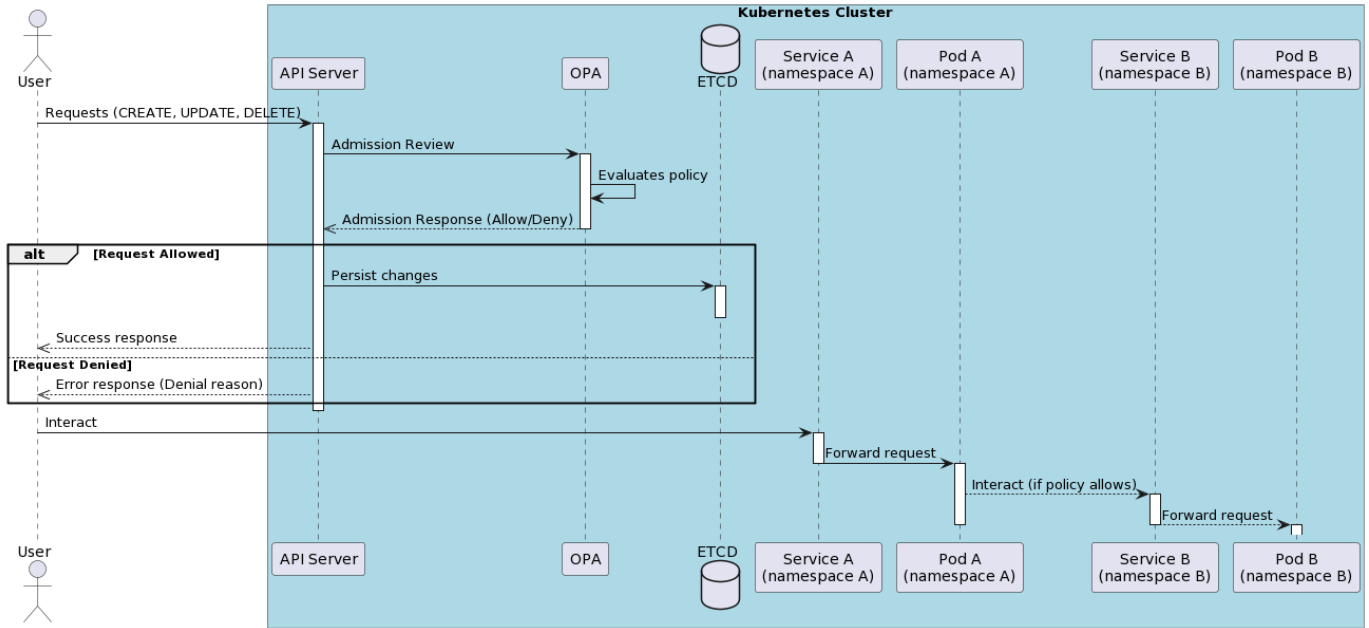 Kubernetes Cluster
User
API Server
OPA
ETCD
Service A
(namespace A)
Pod A
(namespace A)
Service B
(namespace B)
Pod B
(namespace B)
Requests (CREATE, UPDATE, DELETE)
Admission Review
Evaluates policy
Admission Response (Allow/Deny)
alt
[Request Allowed]
Persist changes
Success response
[Request Denied]
Error response (Denial reason)
Interact
Forward request
Interact (if policy allows)
Forward request
User
API Server
OPA
ETCD
Service A
(namespace A)
Pod A
(namespace A)
Service B
(namespace B)
Pod B
(namespace B)